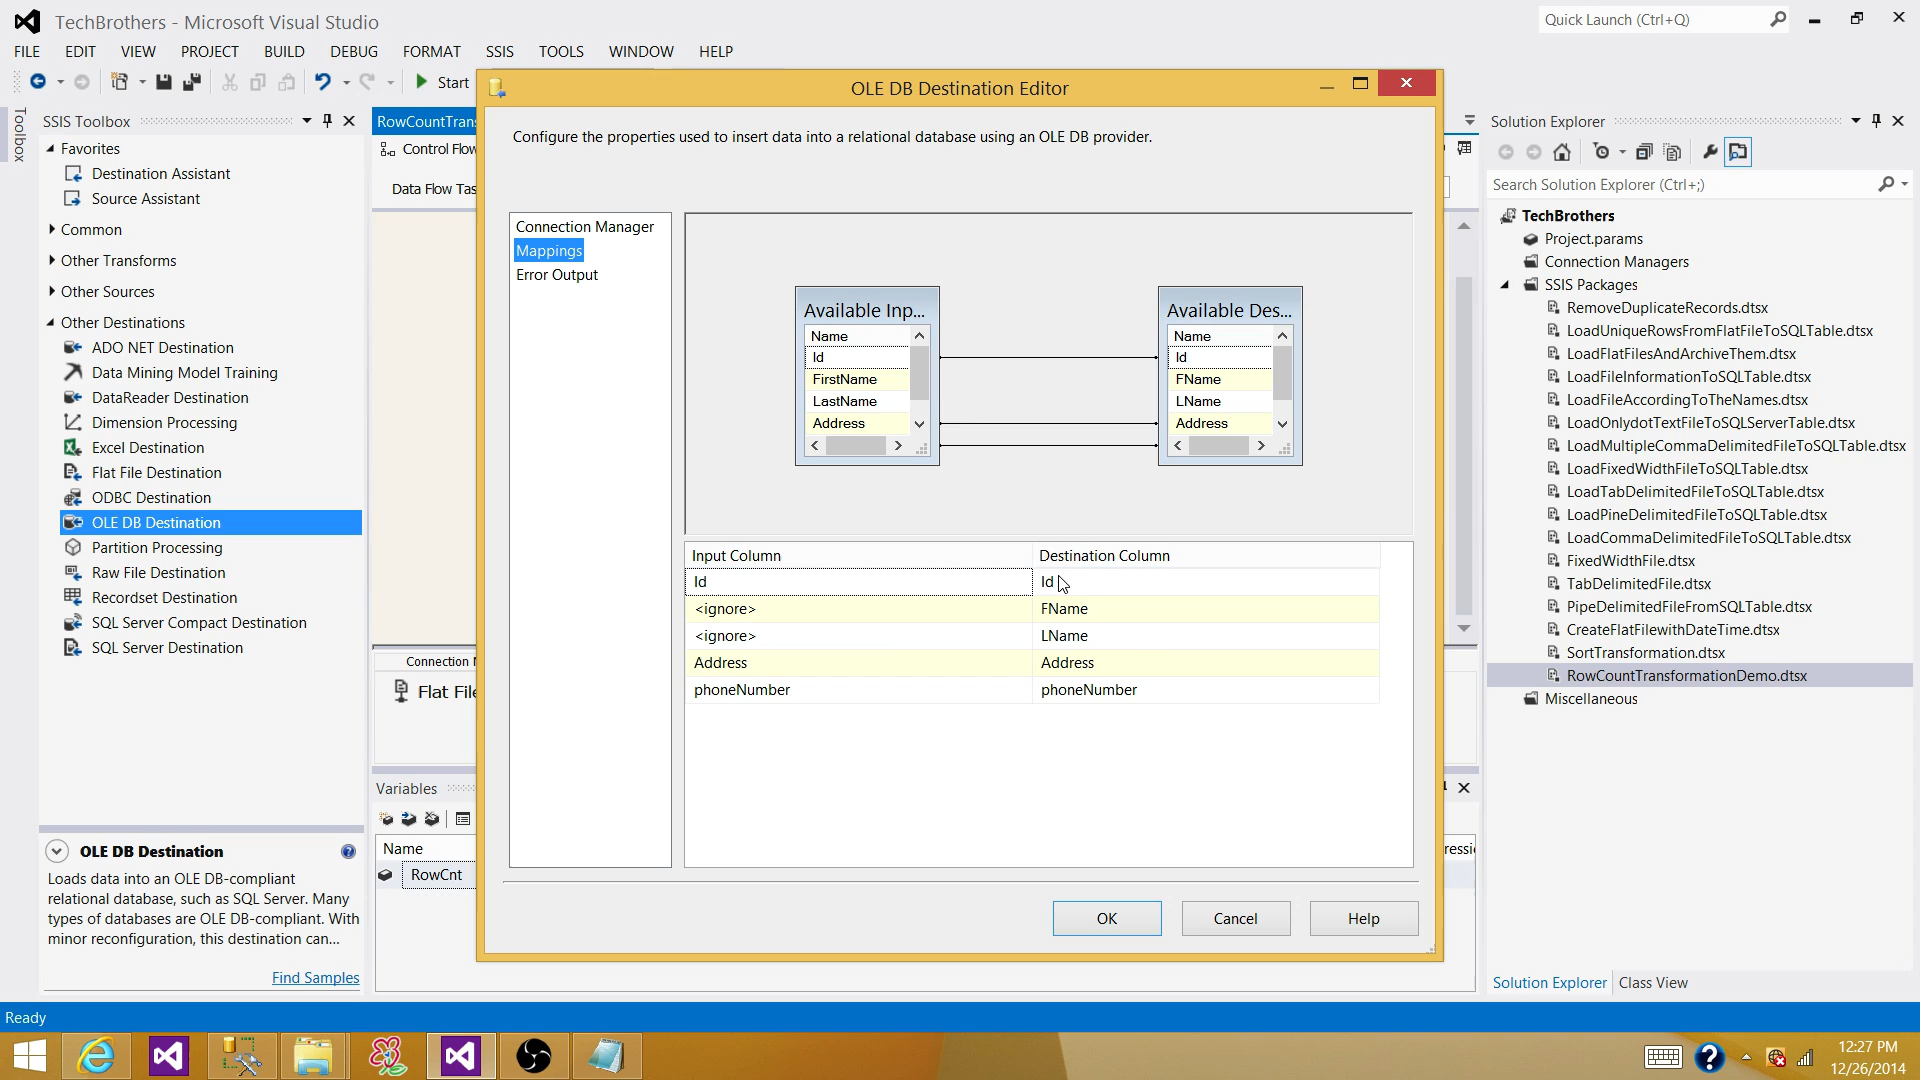 TechBrothers - Microsoft Visual Studio
Quick Launch (Ctrl+Q)
FILE EDIT VIEW PROJECT BUILD DEBUG FORMAT SSIS TOOLS WINDOW HELP
Start
Toolbox
SSIS Toolbox
Favorites
Destination Assistant
Source Assistant
Common
Other Transforms
Other Sources
Other Destinations
ADO NET Destination
Data Mining Model Training
DataReader Destination
Dimension Processing
Excel Destination
Flat File Destination
ODBC Destination
OLE DB Destination
Partition Processing
Raw File Destination
Recordset Destination
SQL Server Compact Destination
SQL Server Destination
OLE DB Destination
Loads data into an OLE DB-compliant
relational database, such as SQL Server. Many
types of databases are OLE DB-compliant. With
minor reconfiguration, this destination can...
Find Samples
RowCountTrans
Control Flow
Data Flow Tas
Connection M
Flat File
Variables
Name
RowCnt
ressi
OLE DB Destination Editor
Configure the properties used to insert data into a relational database using an OLE DB provider.
Connection Manager
Mappings
Error Output
Available Inp...
Name
Id
FirstName
LastName
Address
Available Des...
Name
Id
FName
LName
Address
Input Column Destination Column
Id Id
<ignore> FName
<ignore> LName
Address Address
phoneNumber phoneNumber
OK Cancel Help
Solution Explorer
Search Solution Explorer (Ctrl+;)
TechBrothers
Project.params
Connection Managers
SSIS Packages
RemoveDuplicateRecords.dtsx
LoadUniqueRowsFromFlatFileToSQLTable.dtsx
LoadFlatFilesAndArchiveThem.dtsx
LoadFileInformationToSQLTable.dtsx
LoadFileAccordingToTheNames.dtsx
LoadOnlydotTextFileToSQLServerTable.dtsx
LoadMultipleCommaDelimitedFileToSQLTable.dtsx
LoadFixedWidthFileToSQLTable.dtsx
LoadTabDelimitedFileToSQLTable.dtsx
LoadPineDelimitedFileToSQLTable.dtsx
LoadCommaDelimitedFileToSQLTable.dtsx
FixedWidthFile.dtsx
TabDelimitedFile.dtsx
PipeDelimitedFileFromSQLTable.dtsx
CreateFlatFilewithDateTime.dtsx
SortTransformation.dtsx
RowCountTransformationDemo.dtsx
Miscellaneous
Solution Explorer Class View
Ready
12:27 PM
12/26/2014